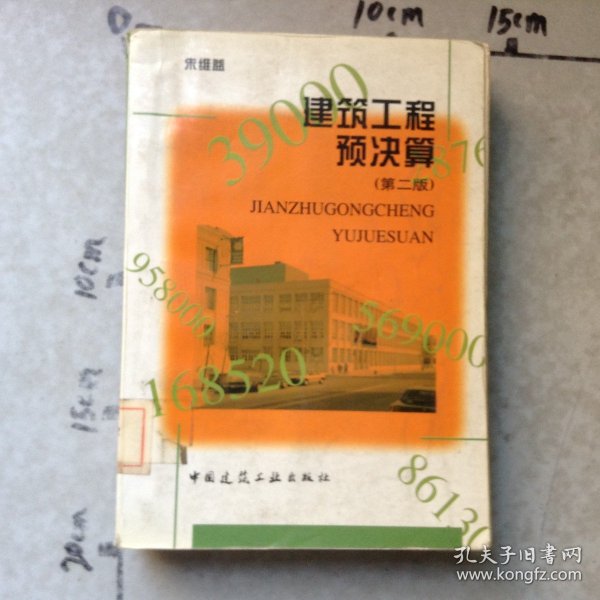 0
10cm
15cm
朱维益
39000
建筑工程
预决算
(第二版)
JIANZHUGONGCHENG
YUJUESUAN
10cm
958000
569000
168520
15cm
中国建筑工业出版社
86130
20cm
孔夫子旧书网
www.kongfz.com